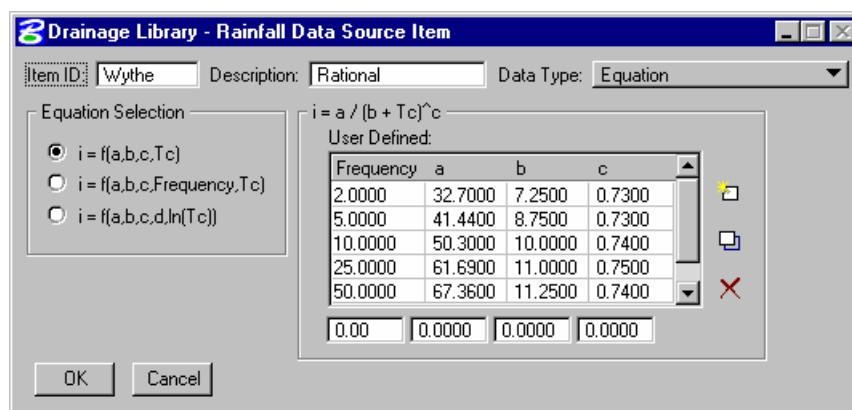 Drainage Library - Rainfall Data Source Item
Item ID: Wythe Description: Rational Data Type: Equation
Equation Selection
i = f(a,b,c,Tc)
i = f(a,b,c,Frequency,Tc)
i = f(a,b,c,d,ln(Tc))
i = a / (b + Tc)^c
User Defined:
Frequency a b c
2.0000 32.7000 7.2500 0.7300
5.0000 41.4400 8.7500 0.7300
10.0000 50.3000 10.0000 0.7400
25.0000 61.6900 11.0000 0.7500
50.0000 67.3600 11.2500 0.7400
0.00 0.0000 0.0000 0.0000
OK Cancel